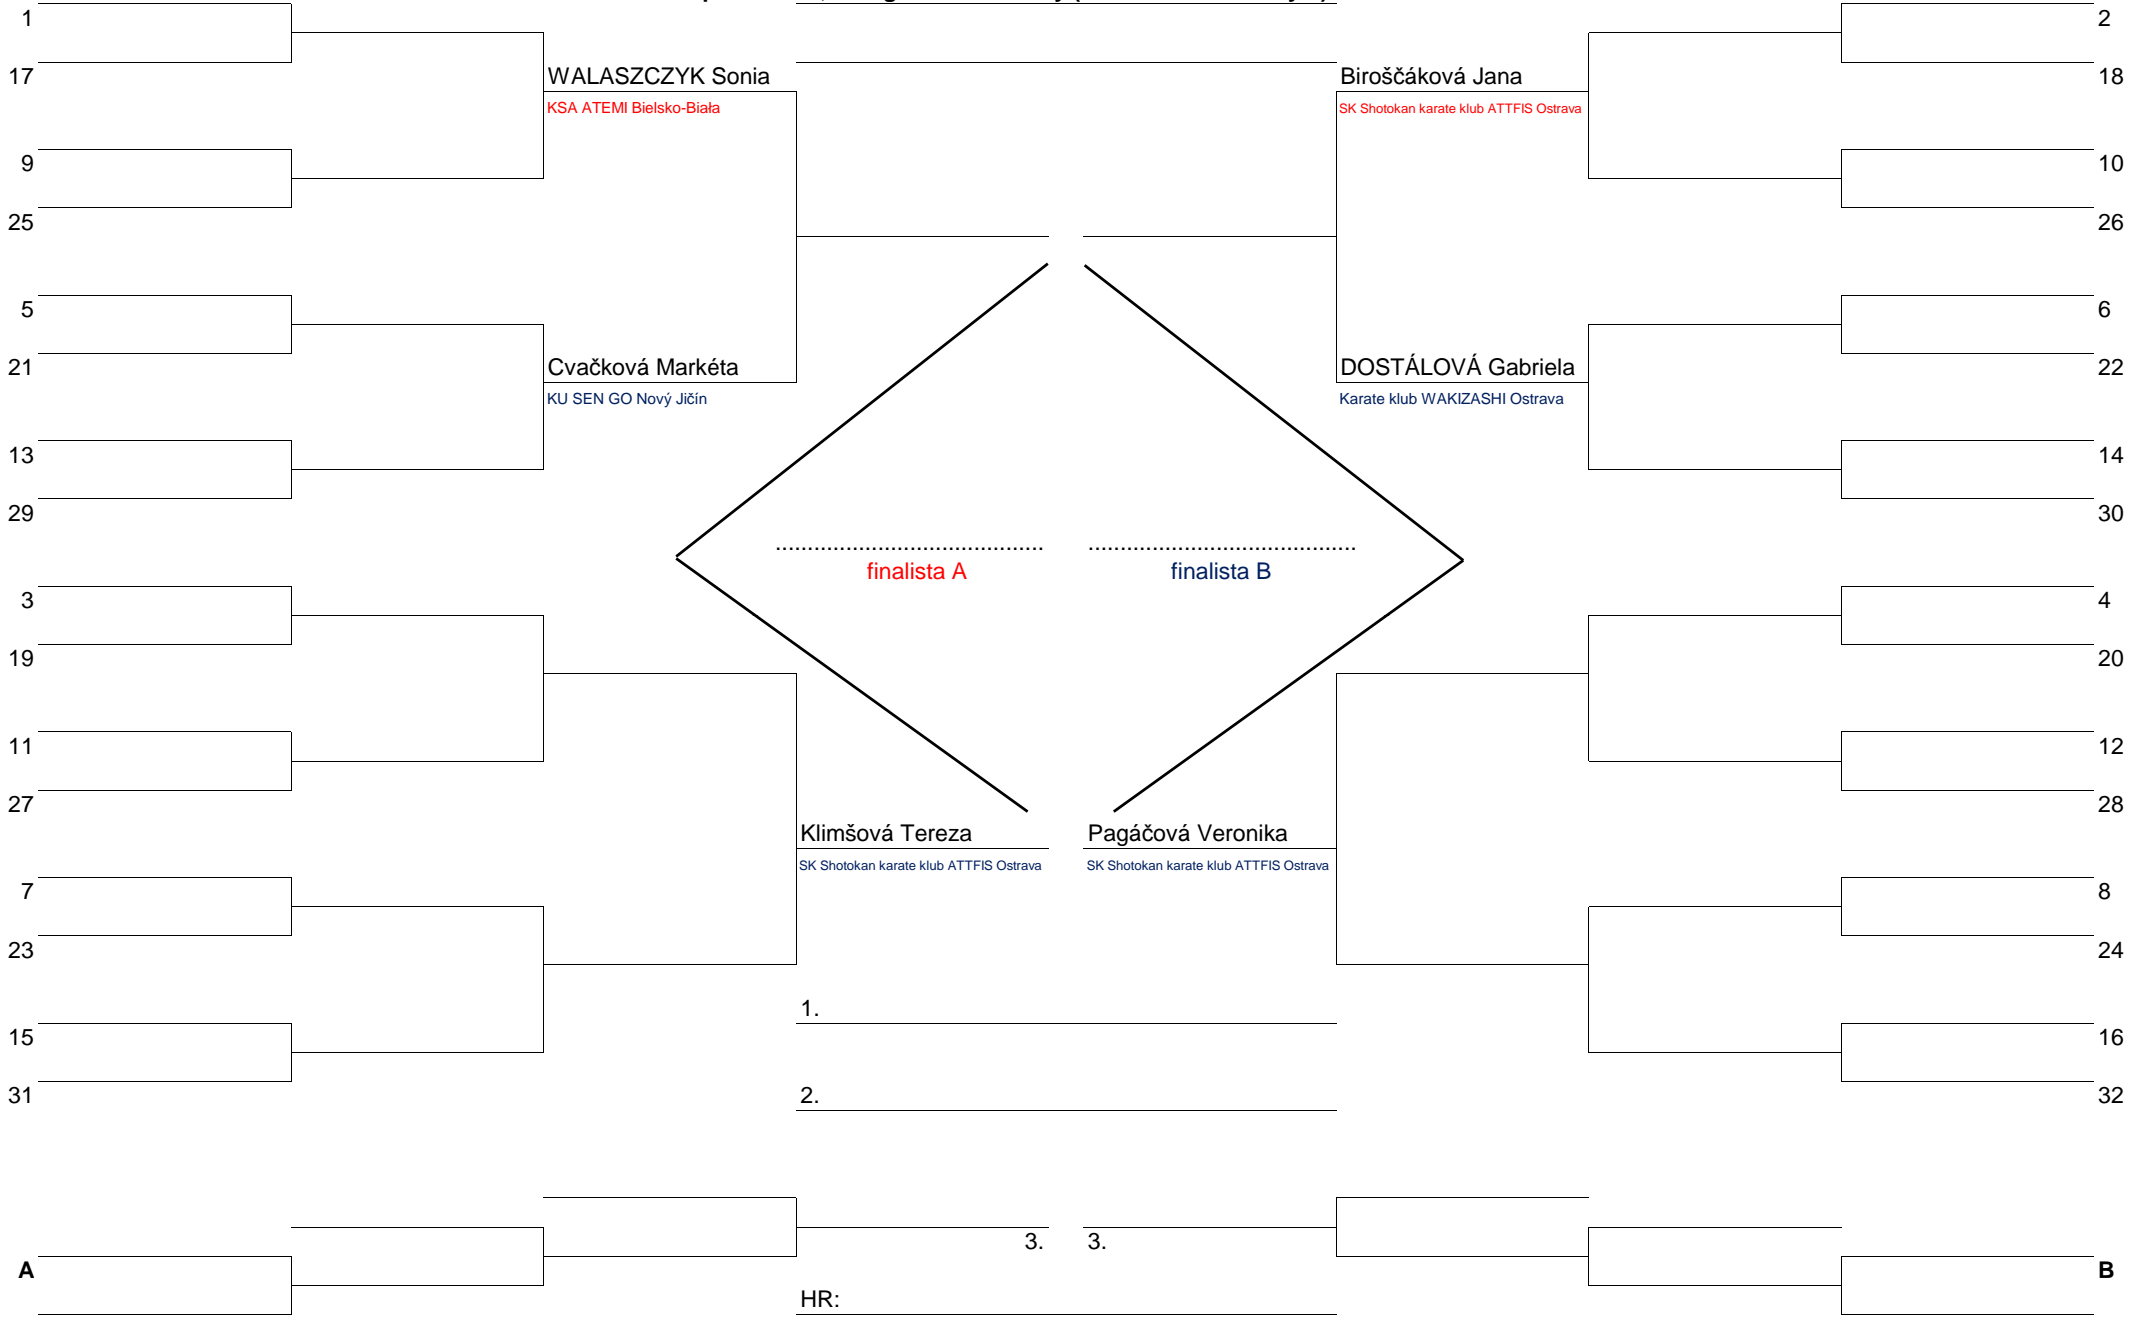 1 2
17 WALASZCZYK Sonia Biroščáková Jana 18
KSA ATEMI Bielsko-Biała SK Shotokan karate klub ATTFIS Ostrava
9 10
25 26
5 6
21 Cvačková Markéta DOSTÁLOVÁ Gabriela 22
KU SEN GO Nový Jičín Karate klub WAKIZASHI Ostrava
13 14
29 30
.......................................... ..........................................
finalista A finalista B
3 4
19 20
11 12
27 28
Klimšová Tereza Pagáčová Veronika
SK Shotokan karate klub ATTFIS Ostrava SK Shotokan karate klub ATTFIS Ostrava
7 8
23 24
1.
15 16
31 2. 32
3. 3.
A B
HR: